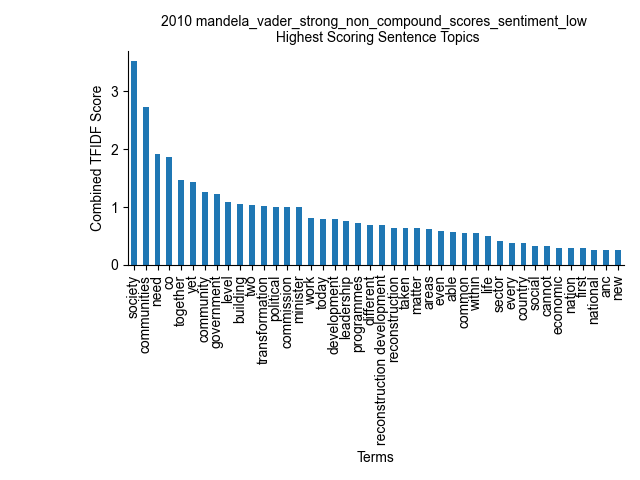 2010 mandela_vader_strong_non_compound_scores_sentiment_low
Highest Scoring Sentence Topics
Combined TFIDF Score
3
2
1
0
society
communities
need
co
together
yet
community
government
level
building
two
transformation
political
commission
minister
work
today
development
leadership
programmes
different
reconstruction development
reconstruction
taken
matter
areas
even
able
common
within
life
sector
every
country
social
cannot
economic
nation
first
national
anc
new
Terms